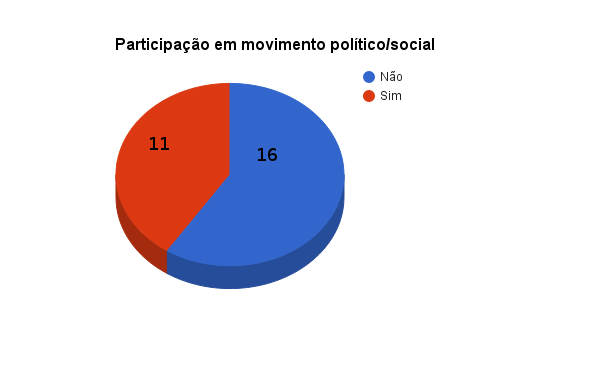 Participação em movimento político/social
Não
Sim
11
16